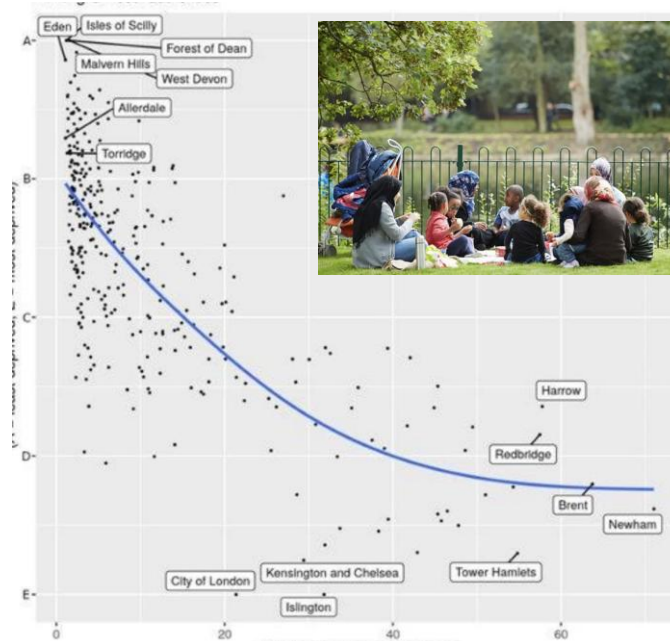 Eden
Isles of Scilly
A
Forest of Dean
Malvern Hills
West Devon
Allerdale
Torridge
B
C
Harrow
D
Redbridge
Brent
Newham
Kensington and Chelsea
Tower Hamlets
City of London
E
Islington
0
20
40
60